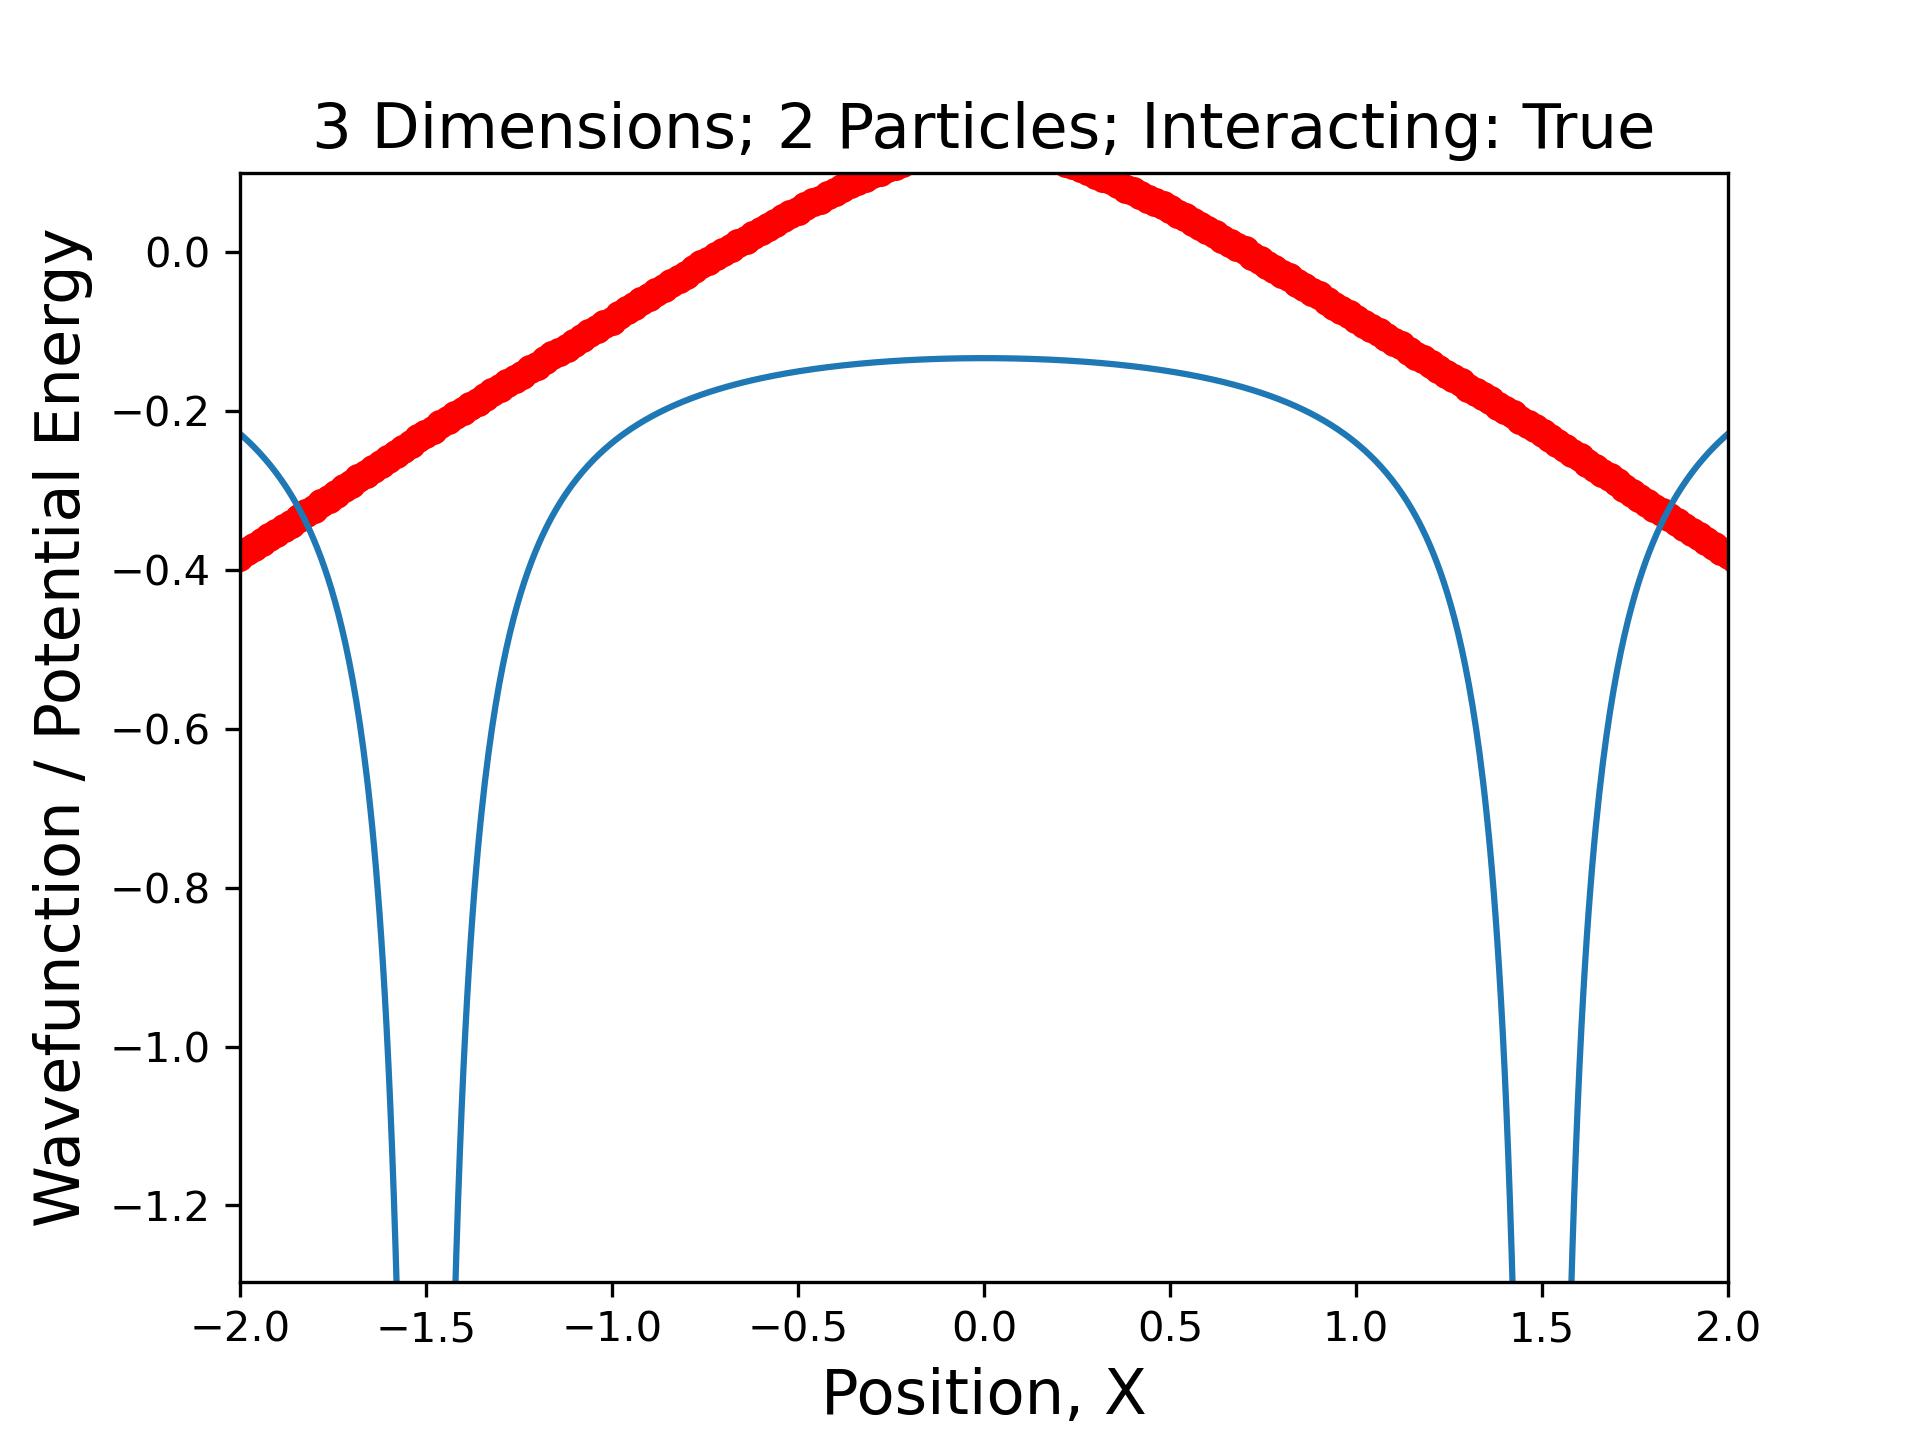 3 Dimensions; 2 Particles; Interacting: True
Wavefunction / Potential Energy
0.0
−0.2
−0.4
−0.6
−0.8
−1.0
−1.2
−2.0 −1.5 −1.0 −0.5 0.0 0.5 1.0 1.5 2.0
Position, X